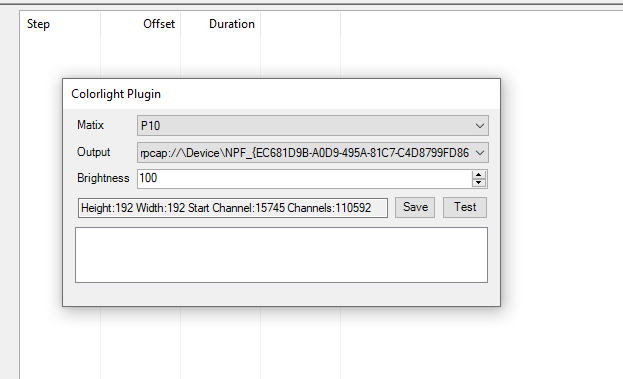 Step Offset Duration
Colorlight Plugin
Matix P10
Output rpcap://\Device\NPF_{EC681D9B-A0D9-495A-81C7-C4D8799FD86
Brightness 100
Height:192 Width:192 Start Channel:15745 Channels:110592 Save Test